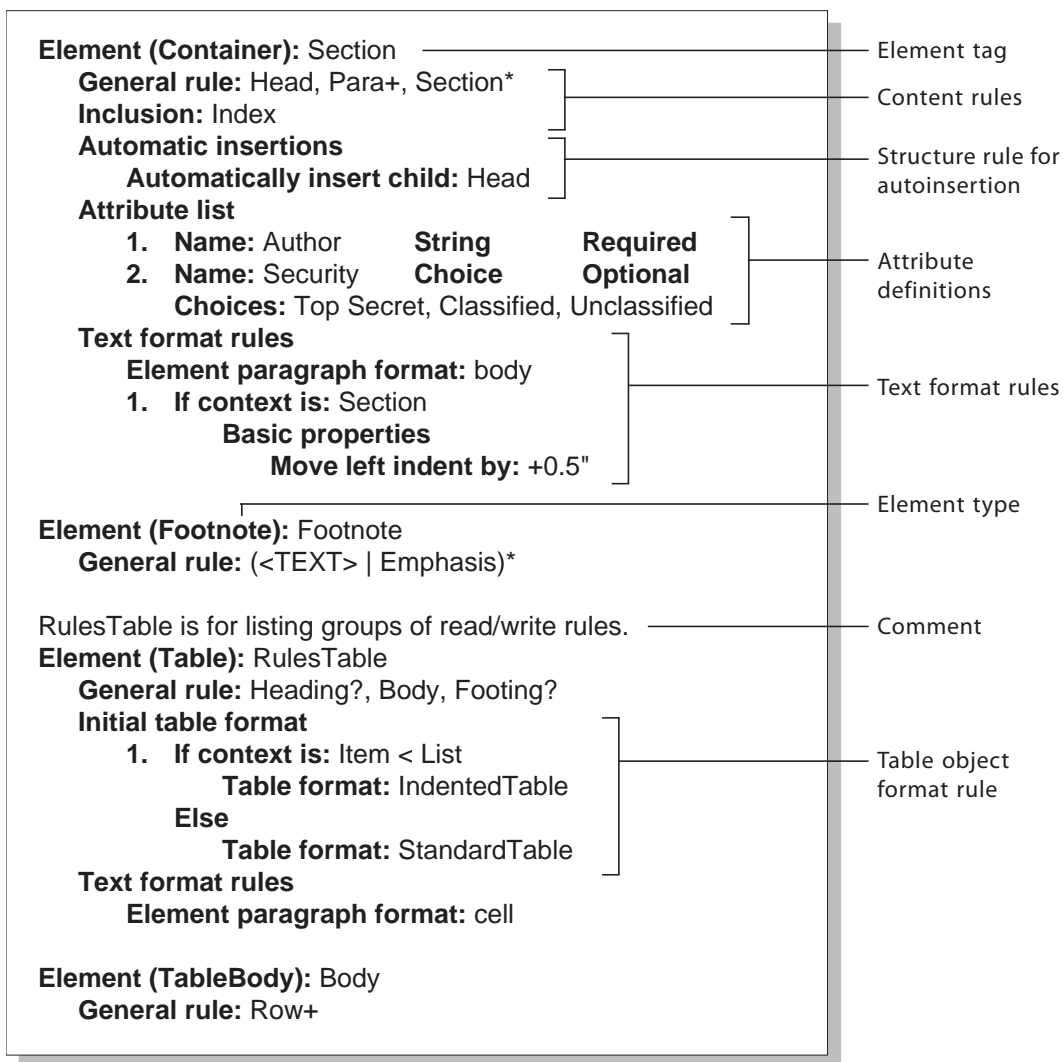 Element (Container): Section
Element tag
General rule: Head, Para+, Section*
Inclusion: Index
Content rules
Automatic insertions
Automatically insert child: Head
Structure rule for
autoinsertion
Attribute list
1. Name: Author String Required
2. Name: Security Choice Optional
Choices: Top Secret, Classified, Unclassified
Attribute
definitions
Text format rules
Element paragraph format: body
1. If context is: Section
Basic properties
Move left indent by: +0.5"
Text format rules
Element type
Element (Footnote): Footnote
General rule: (<TEXT> | Emphasis)*
RulesTable is for listing groups of read/write rules.
Comment
Element (Table): RulesTable
General rule: Heading?, Body, Footing?
Initial table format
1. If context is: Item < List
Table format: IndentedTable
Else
Table format: StandardTable
Table object
format rule
Text format rules
Element paragraph format: cell
Element (TableBody): Body
General rule: Row+